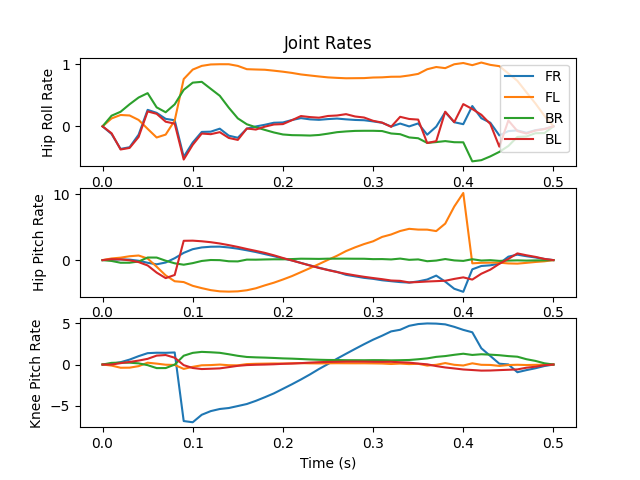 Joint Rates
Hip Roll Rate
1
0
FR
FL
BR
BL
0.0 0.1 0.2 0.3 0.4 0.5
Hip Pitch Rate
10
0
0.0 0.1 0.2 0.3 0.4 0.5
Knee Pitch Rate
5
0
−5
0.0 0.1 0.2 0.3 0.4 0.5
Time (s)